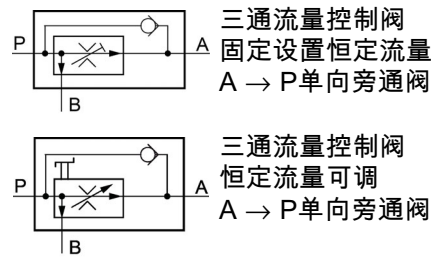 P
A
B
三通流量控制阀
固定设置恒定流量
A → P单向旁通阀
P
A
B
三通流量控制阀
恒定流量可调
A → P单向旁通阀